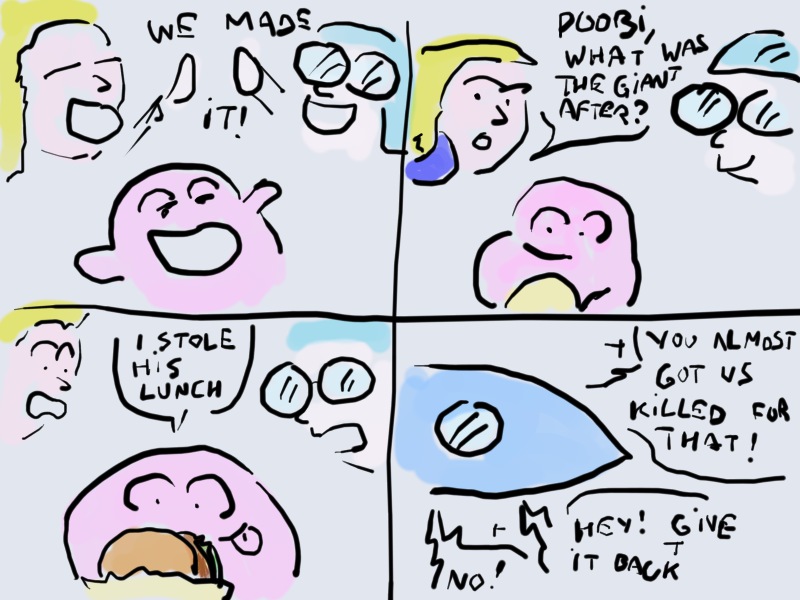 WE MADE
IT!
POOBI,
WHAT WAS
THE GIANT
AFTER?
I STOLE
HIS
LUNCH
YOU ALMOST
GOT US
KILLED FOR
THAT!
NO!
HEY! GIVE
IT BACK